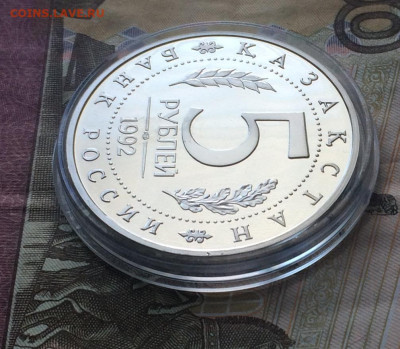 COINS.LAVE.RU
БАНК РОССИИ
КАЗАКСТАН
5
РУБЛЕЙ
1992